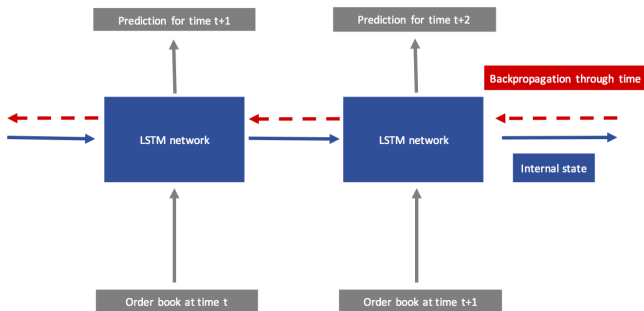 Prediction for time t+1
Prediction for time t+2
Backpropagation through time
LSTM network
LSTM network
Internal state
Order book at time t
Order book at time t+1